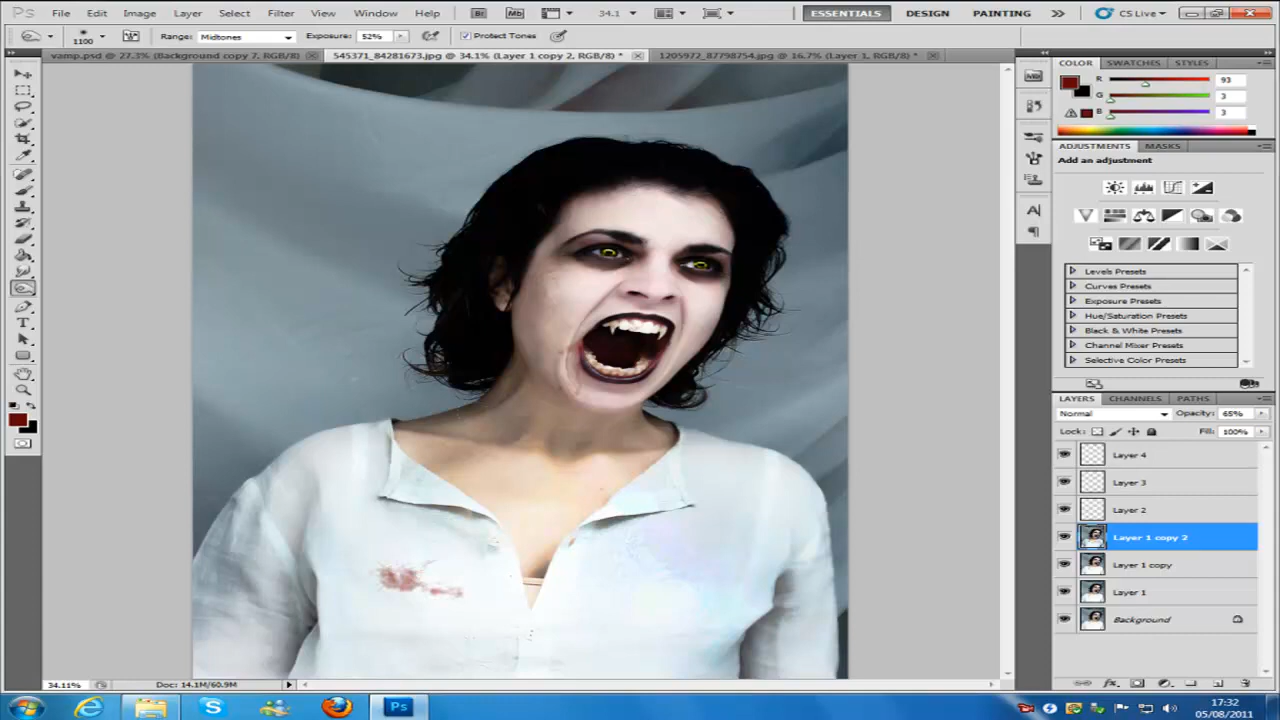 Ps File Edit Image Layer Select Filter View Window Help Br Mb 34.1 ESSENTIALS DESIGN PAINTING CS Live
1100 Range: Midtones Exposure: 52% Protect Tones
vamp.psd @ 27.3% (Background copy 7, RGB/8) 545371_84281673.jpg @ 34.1% (Layer 1 copy 2, RGB/8) * 1205972_87798754.jpg @ 16.7% (Layer 1, RGB/8) *
COLOR SWATCHES STYLES
R 93
G 3
B 3
ADJUSTMENTS MASKS
Add an adjustment
Levels Presets
Curves Presets
Exposure Presets
Hue/Saturation Presets
Black & White Presets
Channel Mixer Presets
Selective Color Presets
LAYERS CHANNELS PATHS
Normal Opacity: 65%
Lock: Fill: 100%
Layer 4
Layer 3
Layer 2
Layer 1 copy 2
Layer 1 copy
Layer 1
Background
34.11% Doc: 14.1M/60.9M
Ps
17:32
05/08/2011